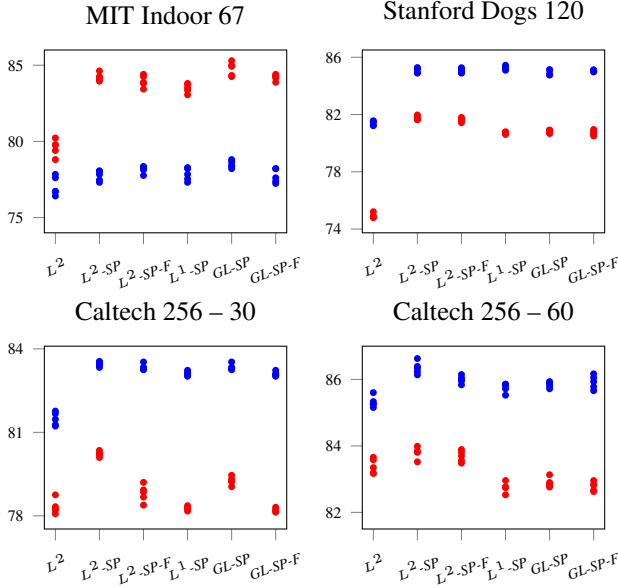 MIT Indoor 67
85
80
75
L² L²-SP L²-SP-F L¹-SP GL-SP GL-SP-F
Stanford Dogs 120
86
82
78
74
L² L²-SP L²-SP-F L¹-SP GL-SP GL-SP-F
Caltech 256 – 30
84
81
78
L² L²-SP L²-SP-F L¹-SP GL-SP GL-SP-F
Caltech 256 – 60
86
84
82
L² L²-SP L²-SP-F L¹-SP GL-SP GL-SP-F